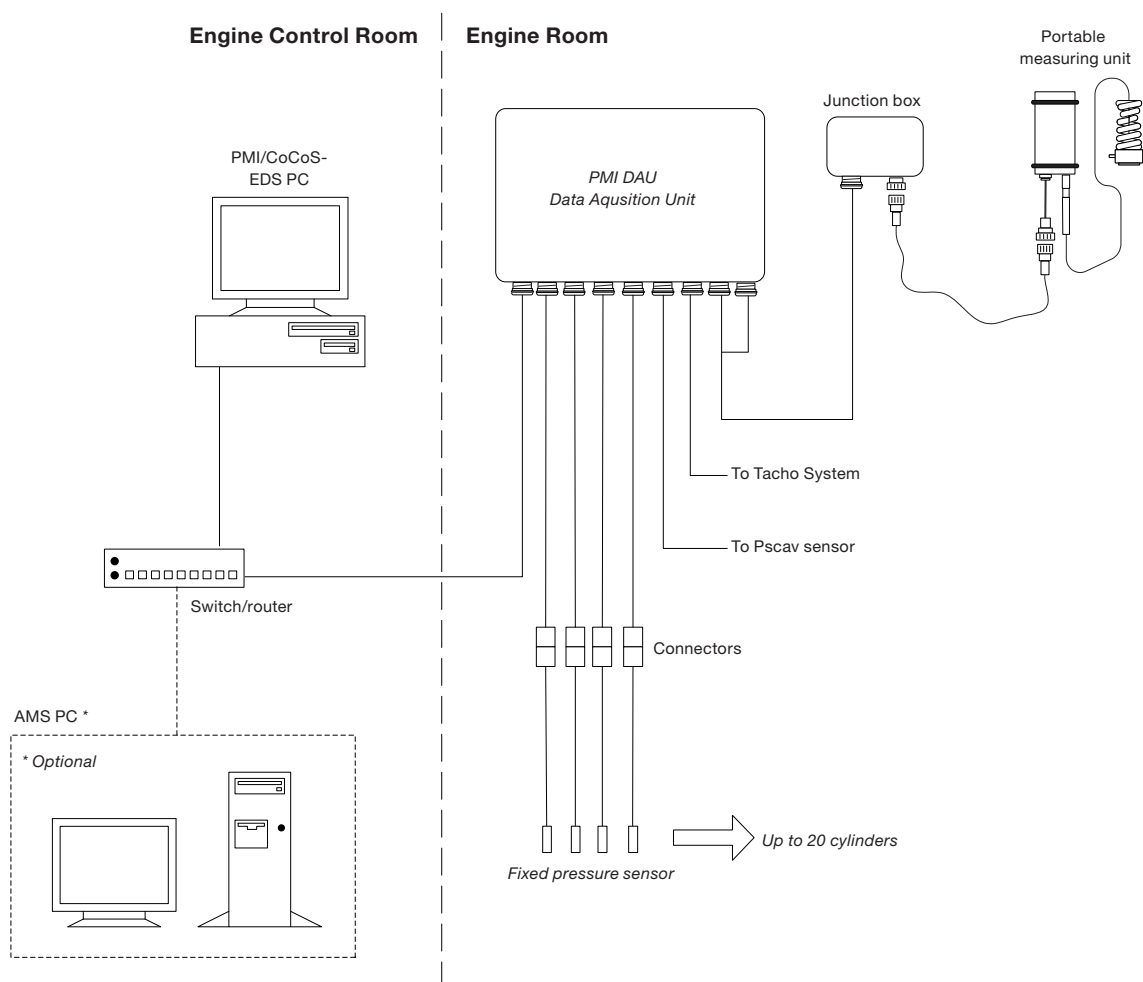 Engine Control Room
Engine Room
Portable
measuring unit
Junction box
PMI/CoCoS-
EDS PC
PMI DAU
Data Aqusition Unit
To Tacho System
To Pscav sensor
Switch/router
Connectors
AMS PC *
* Optional
Up to 20 cylinders
Fixed pressure sensor